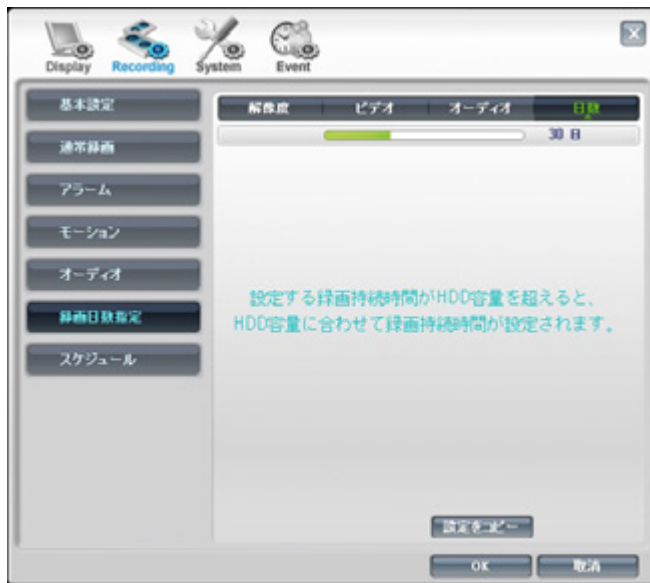 Display Recording System Event
基本設定
通常録画
アラーム
モーション
オーディオ
録画日数指定
スケジュール
解像度 ビデオ オーディオ 日数
30 日
設定する録画持続時間がHDD容量を超えると、
HDD容量に合わせて録画持続時間が設定されます。
設定をコピー
OK 取消